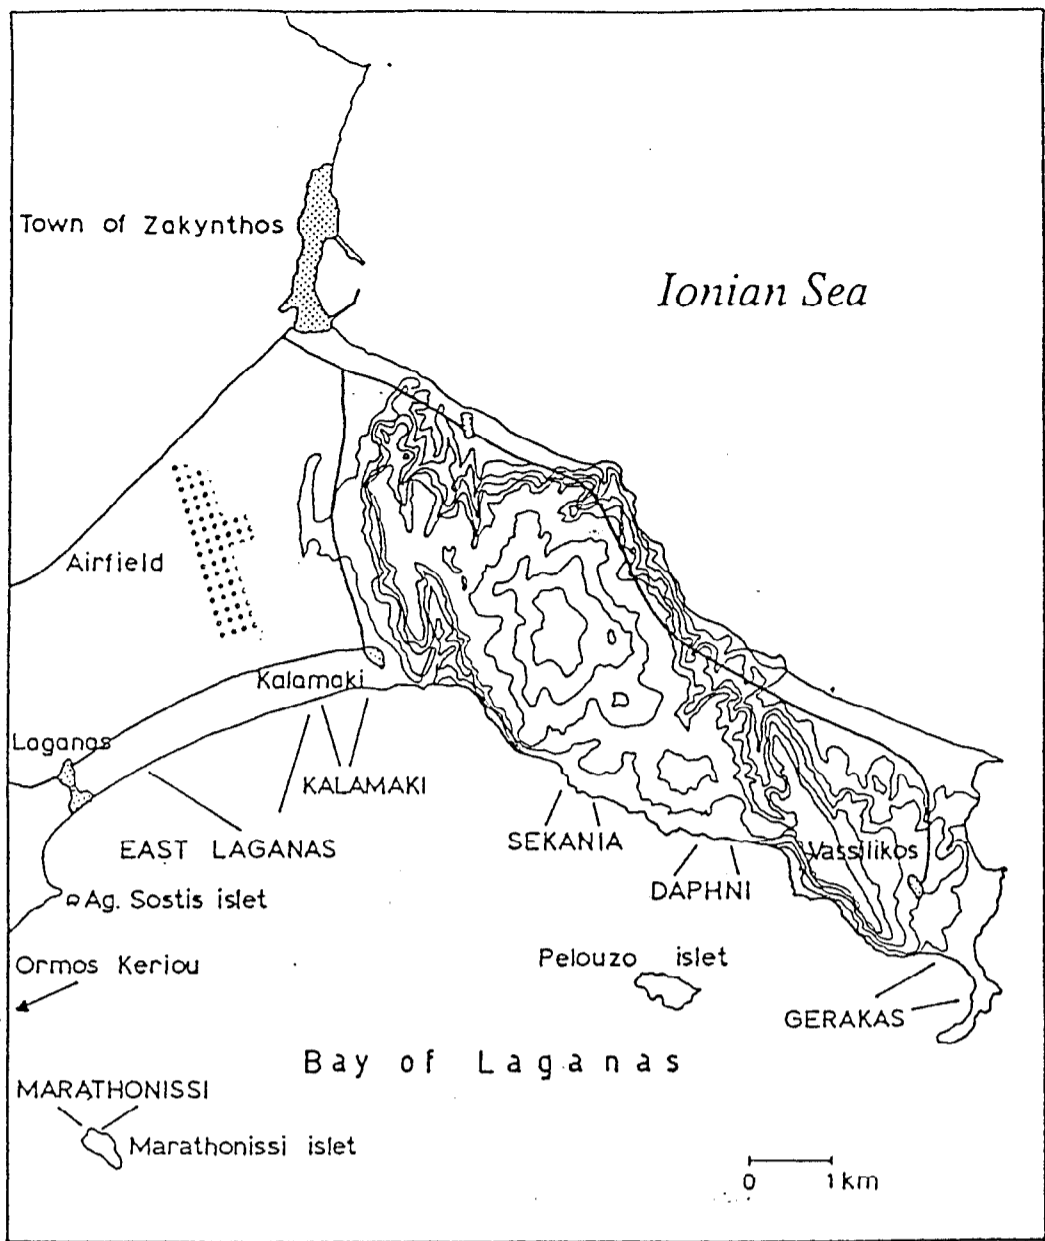 Town of Zakynthos
Ionian Sea
Airfield
Kalamaki
Laganas
KALAMAKI
EAST LAGANAS
SEKANIA
Vassilikos
DAPHNI
Ag. Sostis islet
Ormos Keriou
Pelouzo islet
GERAKAS
Bay of Laganas
MARATHONISSI
Marathonissi islet
0 1 km